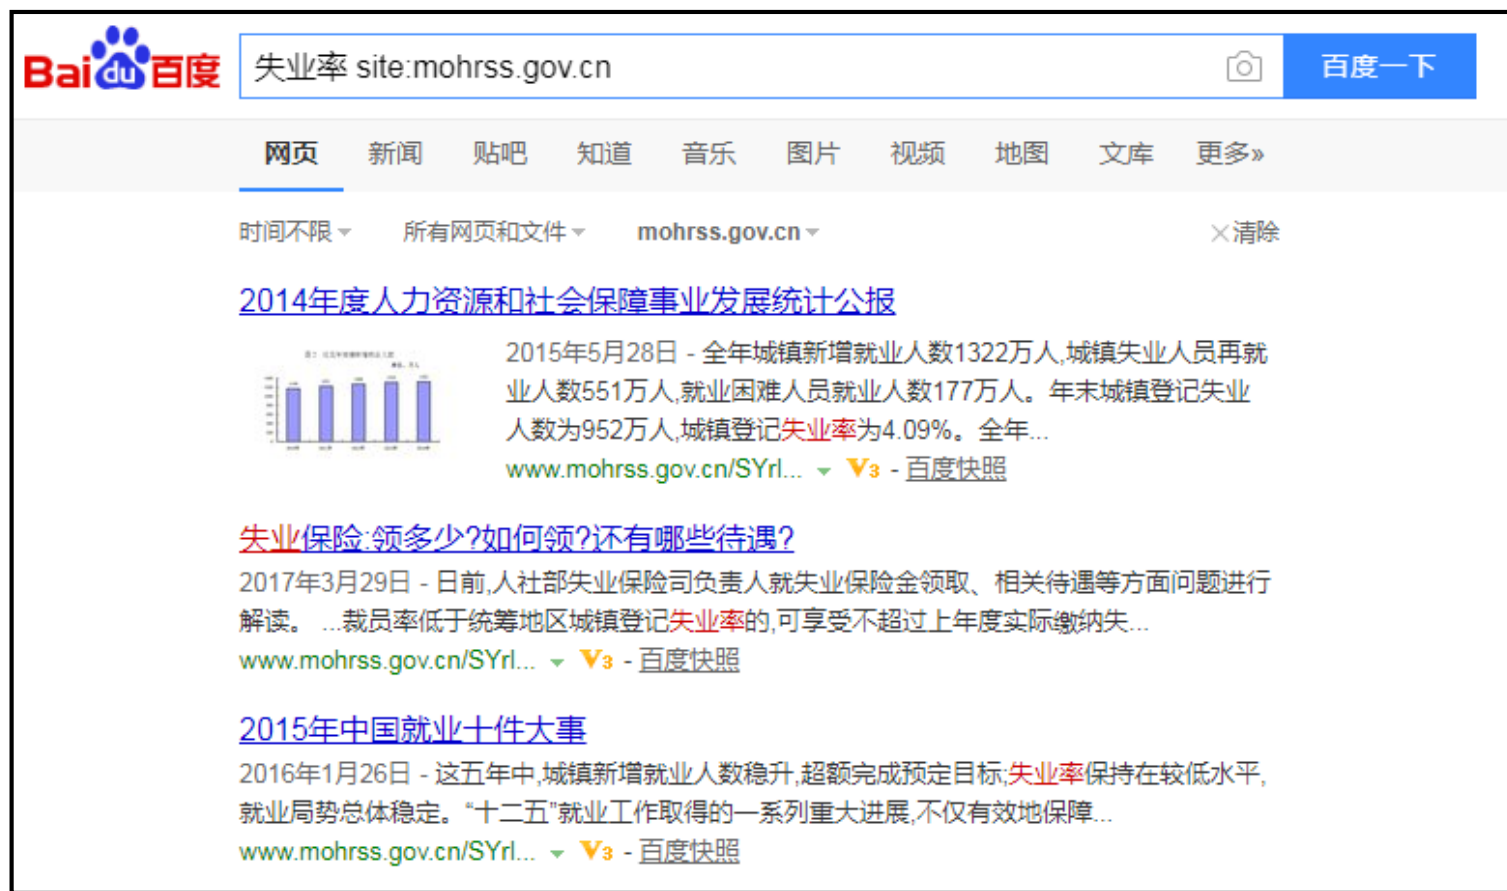 Bai du 百度
失业率 site:mohrss.gov.cn
百度一下
网页 新闻 贴吧 知道 音乐 图片 视频 地图 文库 更多»
时间不限 所有网页和文件 mohrss.gov.cn 清除
2014年度人力资源和社会保障事业发展统计公报
2015年5月28日 - 全年城镇新增就业人数1322万人,城镇失业人员再就
业人数551万人,就业困难人员就业人数177万人。年末城镇登记失业
人数为952万人,城镇登记失业率为4.09%。全年...
www.mohrss.gov.cn/SYrl... V3 - 百度快照
失业保险:领多少?如何领?还有哪些待遇?
2017年3月29日 - 日前,人社部失业保险司负责人就失业保险金领取、相关待遇等方面问题进行
解读。 ...裁员率低于统筹地区城镇登记失业率的,可享受不超过上年度实际缴纳失...
www.mohrss.gov.cn/SYrl... V3 - 百度快照
2015年中国就业十件大事
2016年1月26日 - 这五年中,城镇新增就业人数稳升,超额完成预定目标;失业率保持在较低水平,
就业局势总体稳定。“十二五”就业工作取得的一系列重大进展,不仅有效地保障...
www.mohrss.gov.cn/SYrl... V3 - 百度快照